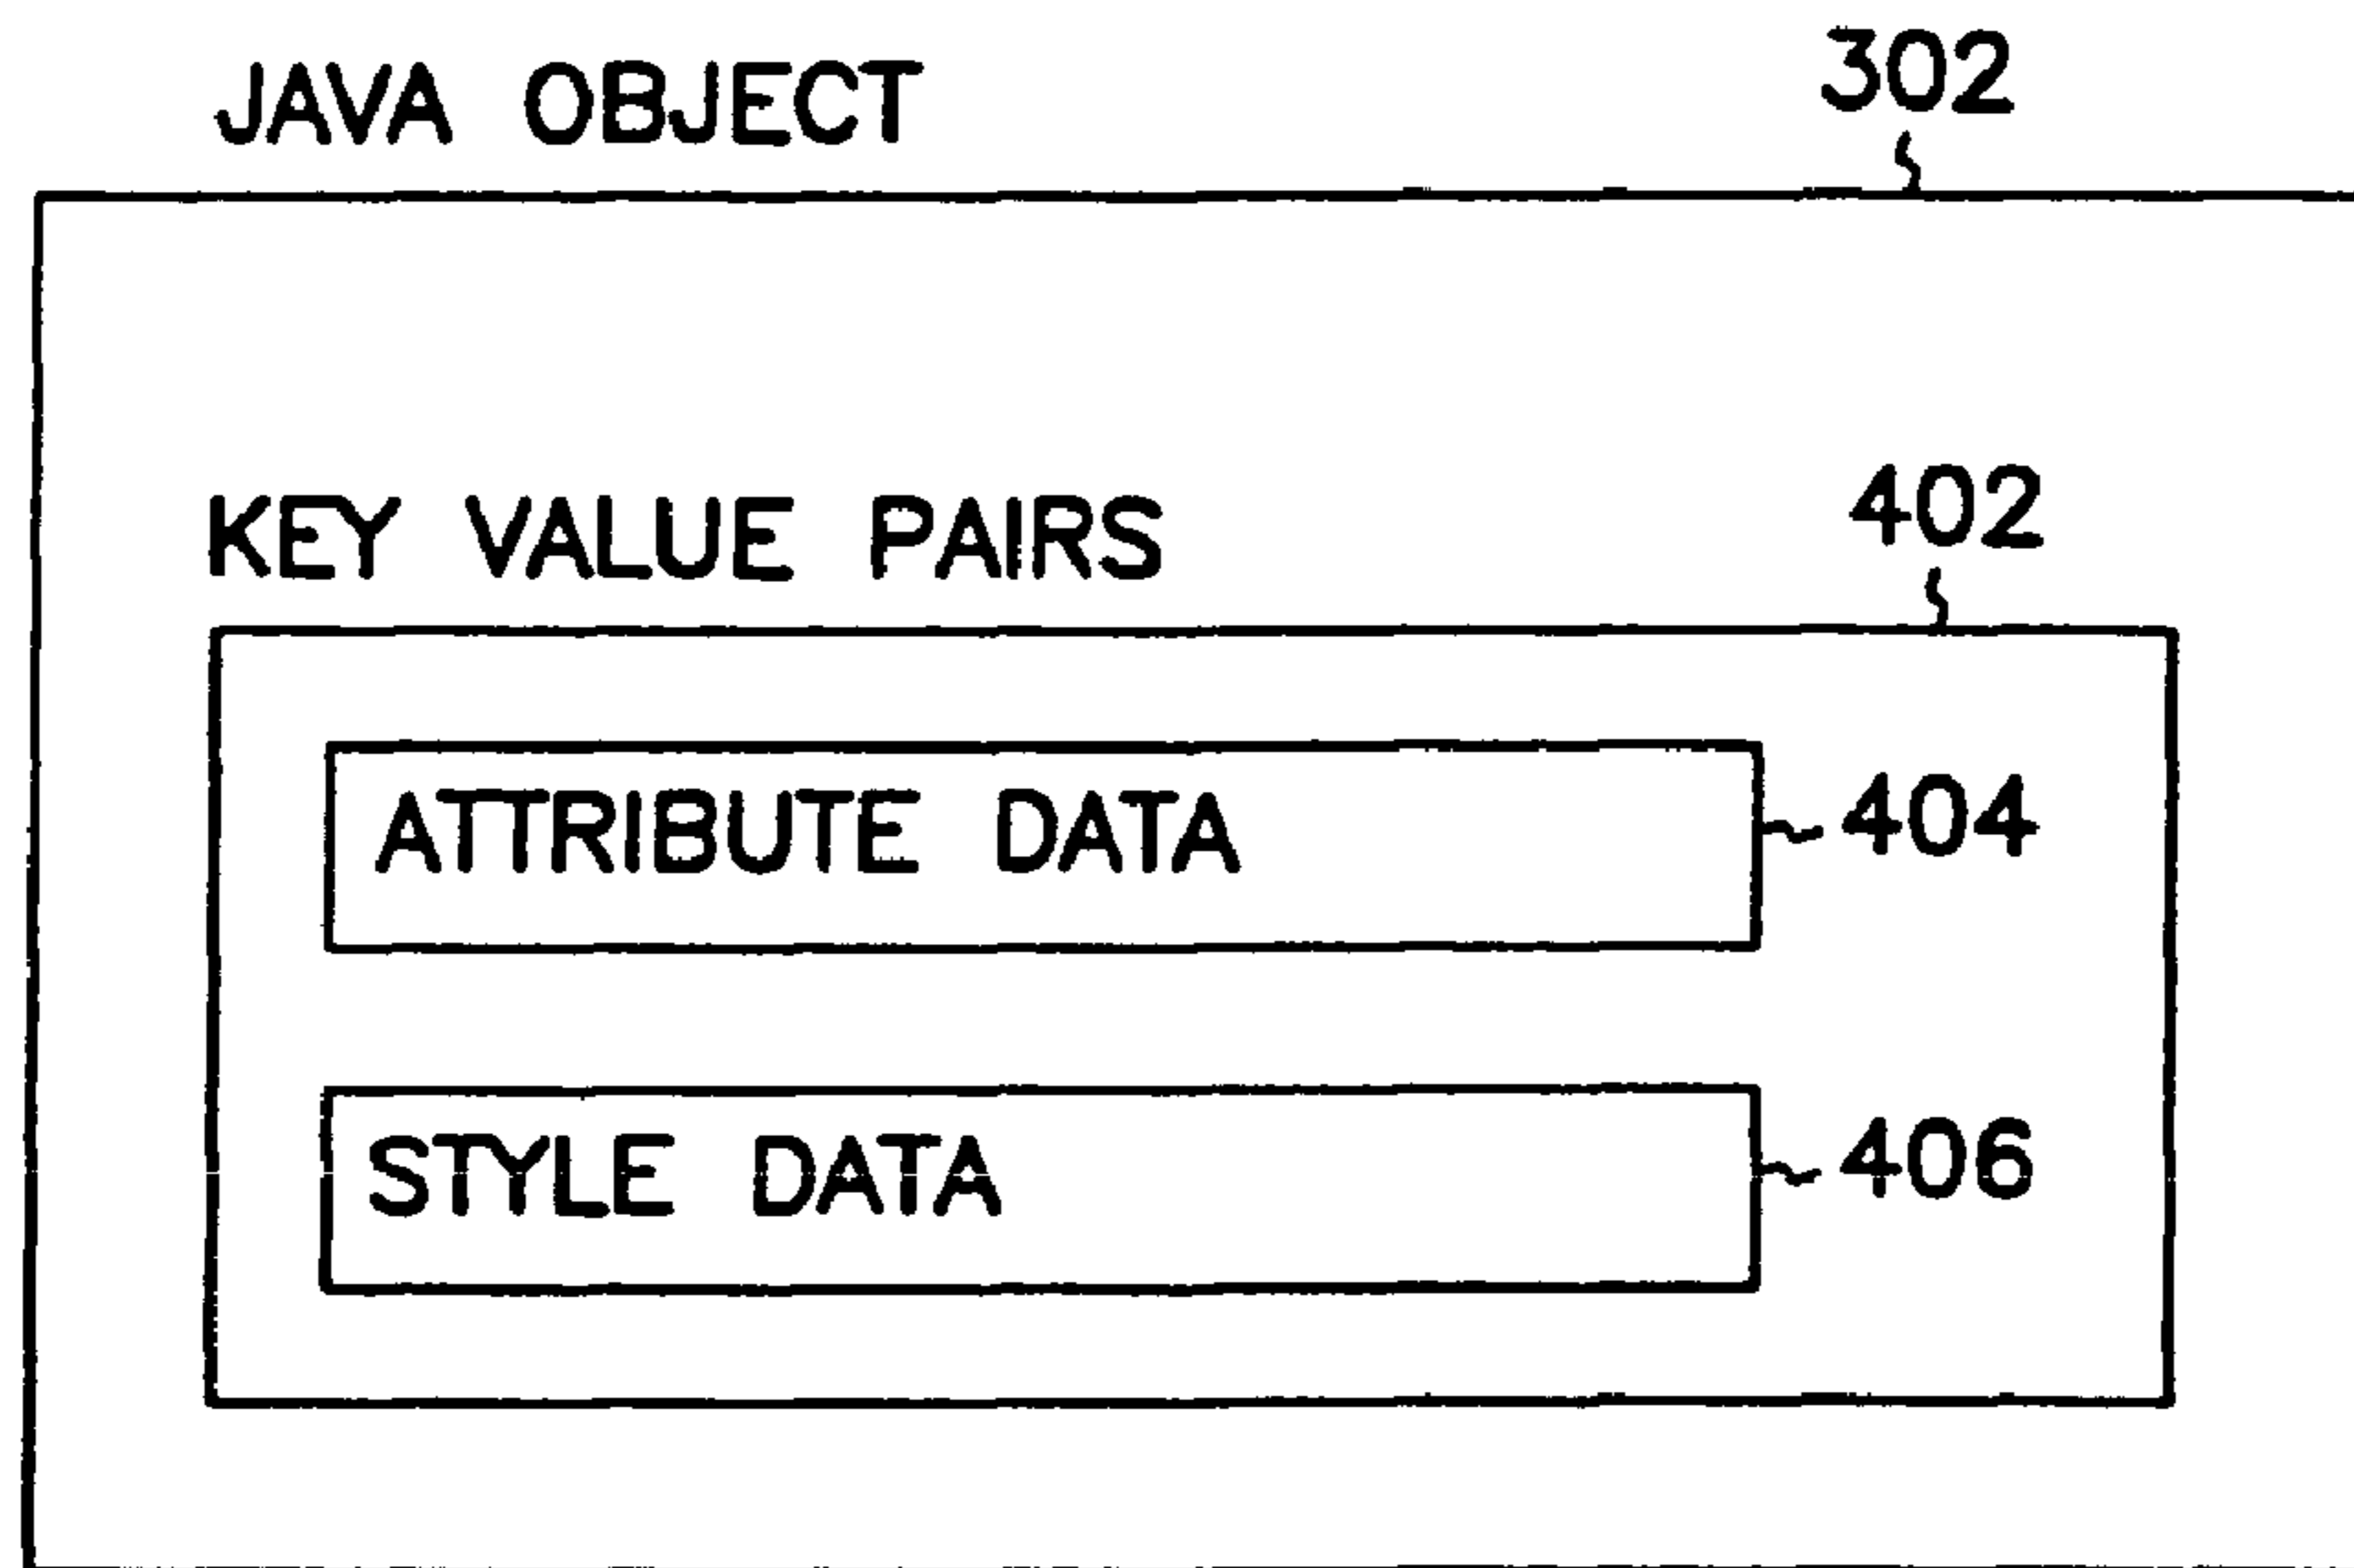 JAVA OBJECT 302
KEY VALUE PAIRS 402
ATTRIBUTE DATA 404
STYLE DATA 406